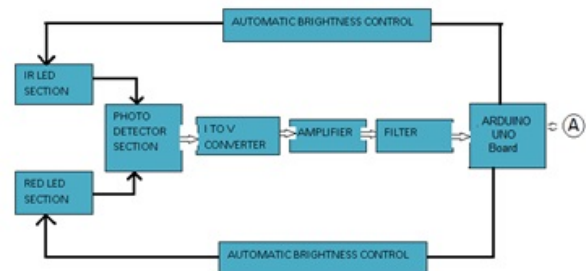 AUTOMATIC BRIGHTNESS CONTROL
IR LED
SECTION
PHOTO
DETECTOR
SECTION
I TO V
CONVERTER
AMPLIFIER
FILTER
ARDUINO
UNO
Board
A
RED LED
SECTION
AUTOMATIC BRIGHTNESS CONTROL